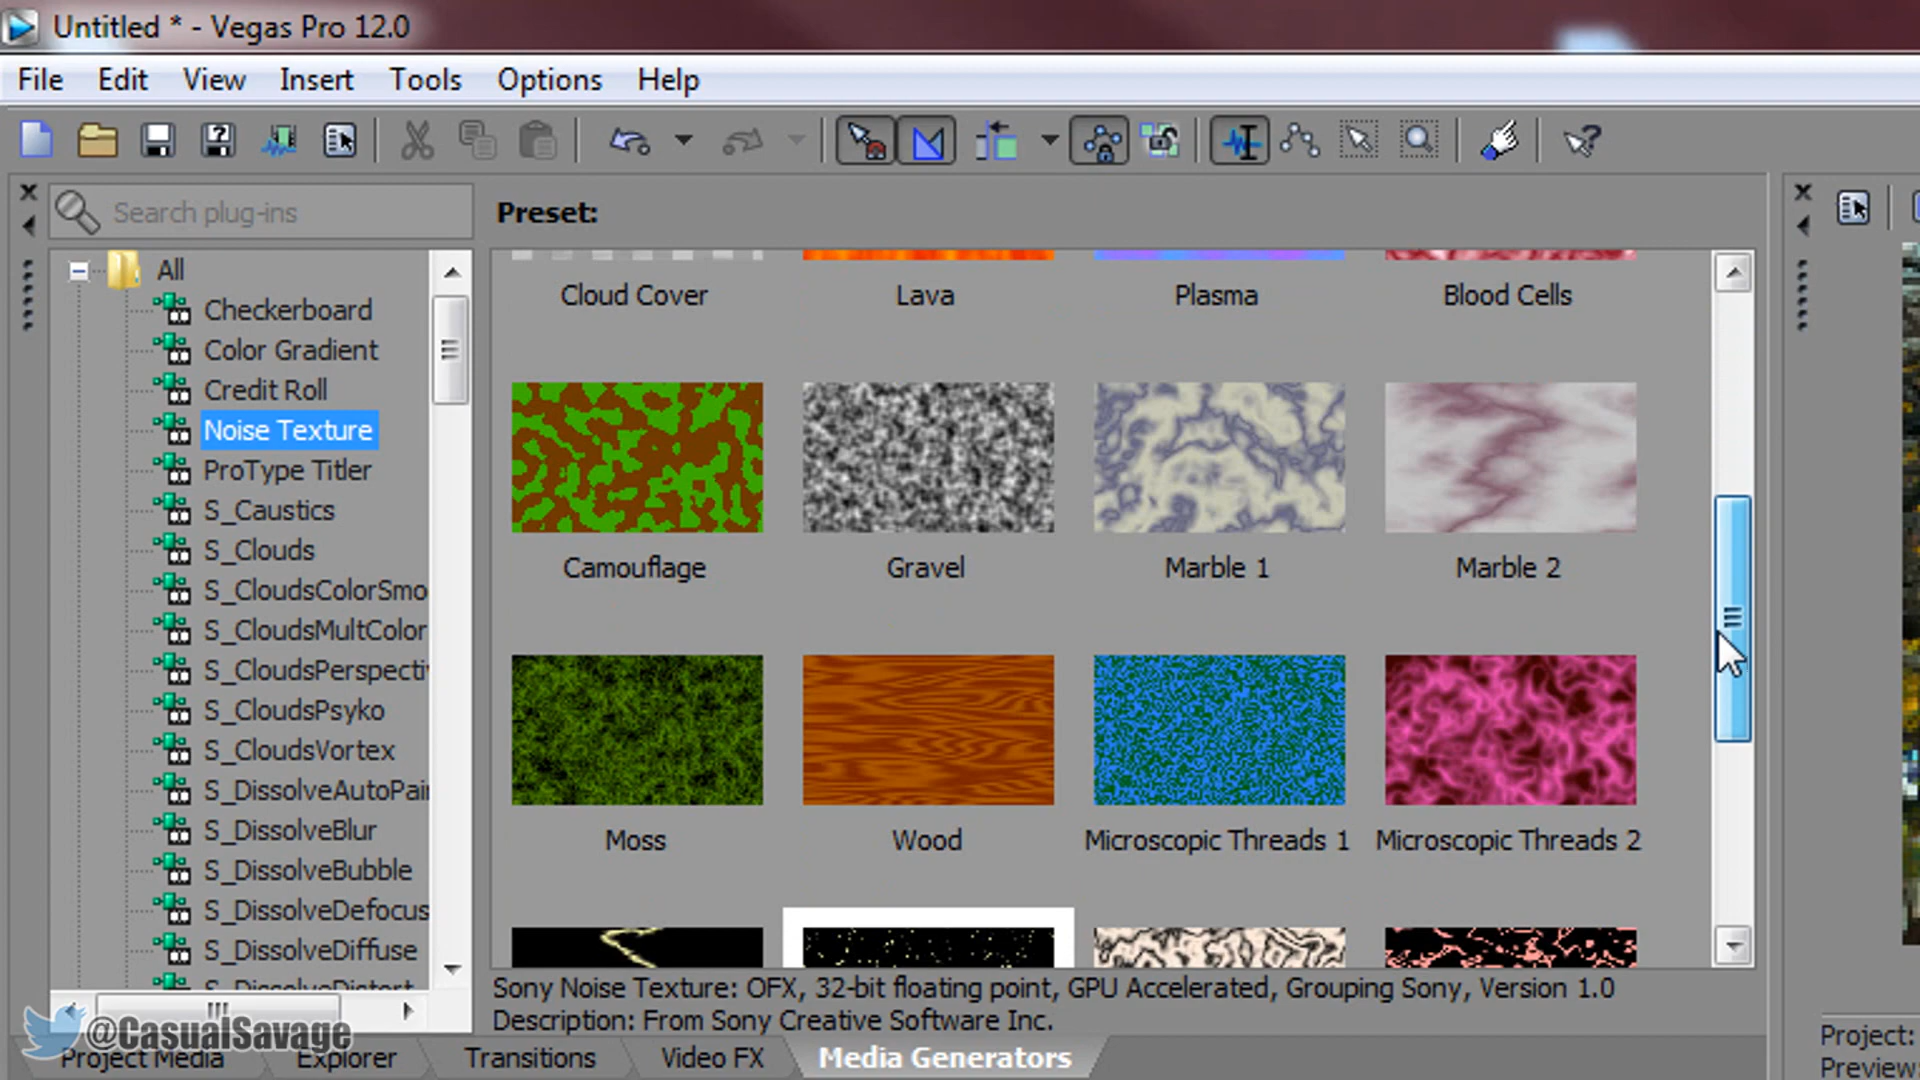 Untitled * - Vegas Pro 12.0
File Edit View Insert Tools Options Help
Search plug-ins
Preset:
All
Checkerboard
Color Gradient
Credit Roll
Noise Texture
ProType Titler
S_Caustics
S_Clouds
S_CloudsColorSmo
S_CloudsMultColor
S_CloudsPerspecti
S_CloudsPsyko
S_CloudsVortex
S_DissolveAutoPain
S_DissolveBlur
S_DissolveBubble
S_DissolveDefocus
S_DissolveDiffuse
S_DissolveDistort
Cloud Cover Lava Plasma Blood Cells
Camouflage Gravel Marble 1 Marble 2
Moss Wood Microscopic Threads 1 Microscopic Threads 2
Sony Noise Texture: OFX, 32-bit floating point, GPU Accelerated, Grouping Sony, Version 1.0
Description: From Sony Creative Software Inc.
@CasualSavage
Project Media Explorer Transitions Video FX Media Generators
Project:
Preview: